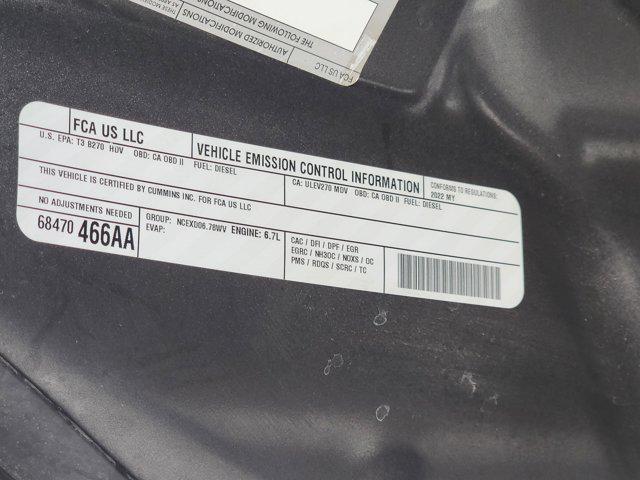 THE FOLLOWING MODIFICATIONS
AUTHORIZED MODIFICATIONS
FCA US LLC
FCA US LLC
VEHICLE EMISSION CONTROL INFORMATION
CONFORMS TO REGULATIONS:
2022 MY
U.S. EPA: T3 B270 HDV OBD: CA OBD II FUEL: DIESEL
CA: ULEV270 MDV OBD: CA OBD II FUEL: DIESEL
THIS VEHICLE IS CERTIFIED BY CUMMINS INC. FOR FCA US LLC
NO ADJUSTMENTS NEEDED
68470 466AA
GROUP: NCEXD06.78WV ENGINE: 6.7L
EVAP:
CAC / DFI / DPF / EGR
EGRC / NH3OC / NOXS / OC
PMS / RDQS / SCRC / TC